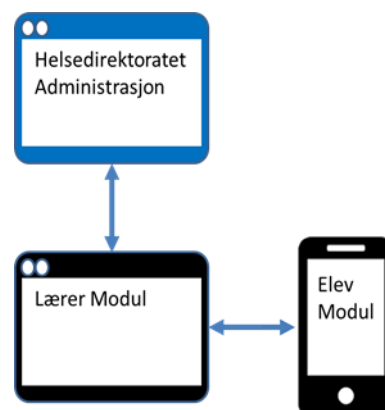 Helsedirektoratet
Administrasjon
Lærer Modul
Elev
Modul